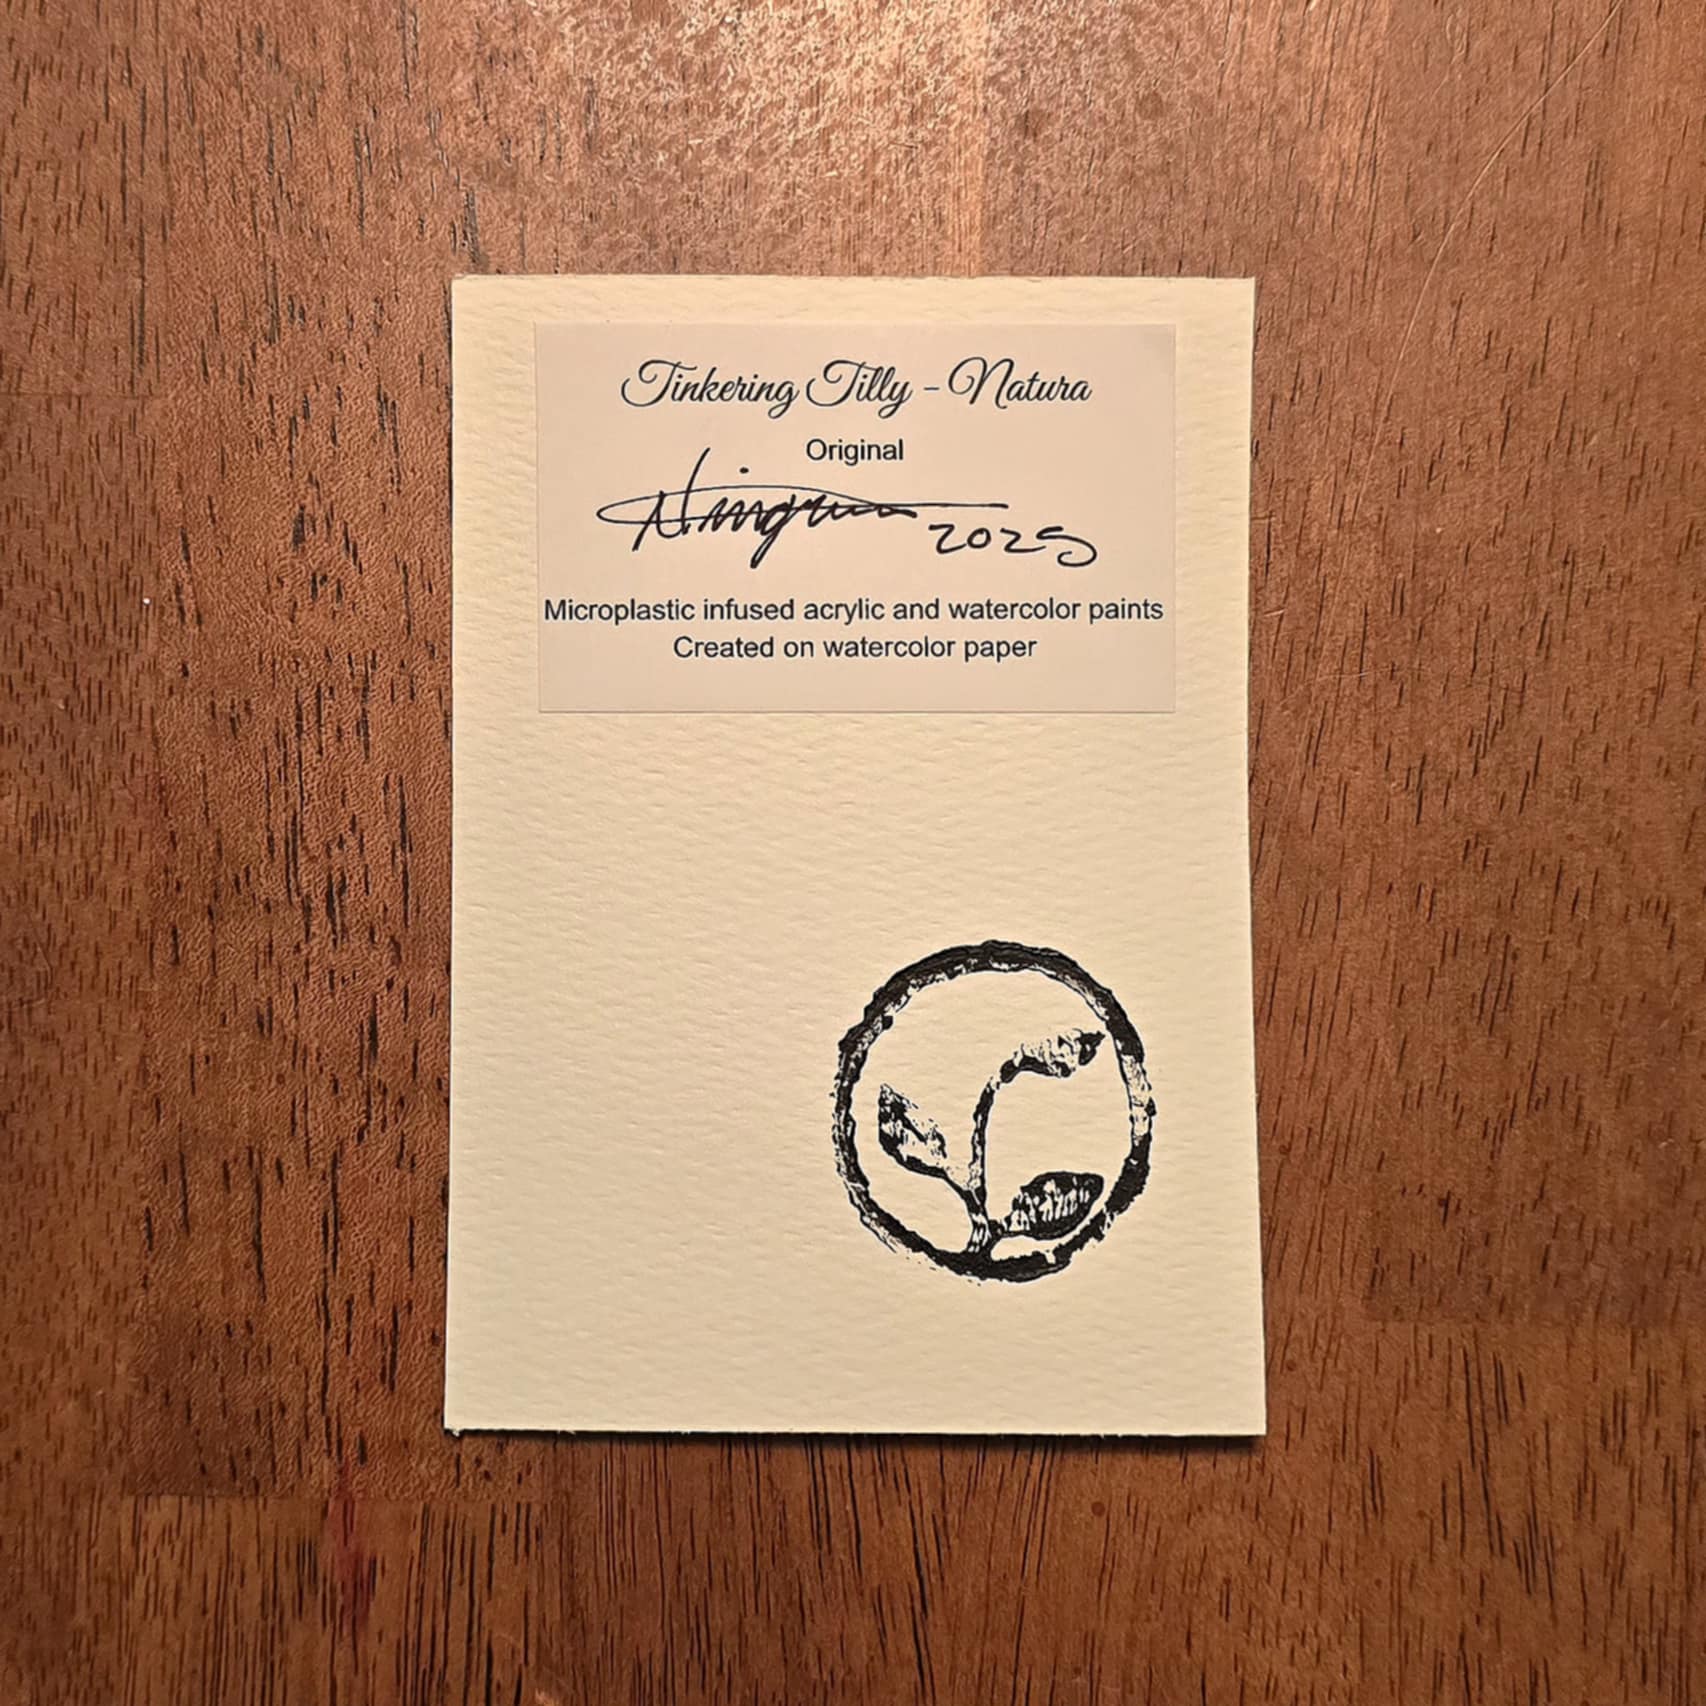 Tinkering Tilly - Natura
Original
2025
Microplastic infused acrylic and watercolor paints
Created on watercolor paper